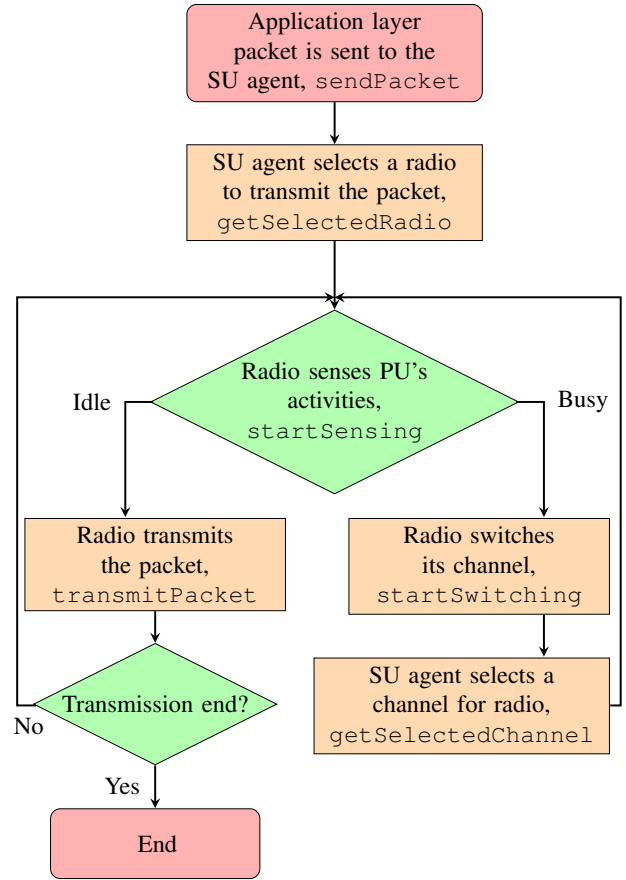 Application layer
packet is sent to the
SU agent, sendPacket
SU agent selects a radio
to transmit the packet,
getSelectedRadio
Radio senses PU's
activities,
startSensing
Idle
Busy
Radio transmits
the packet,
transmitPacket
Radio switches
its channel,
startSwitching
Transmission end?
SU agent selects a
channel for radio,
getSelectedChannel
No
Yes
End